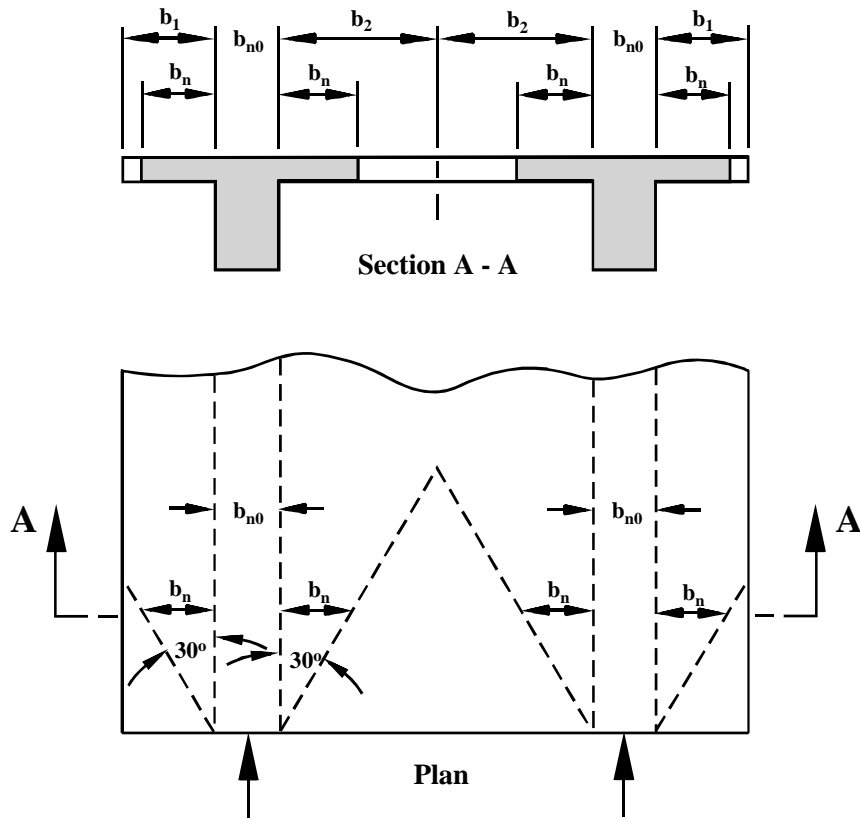 b1 bn0 b2 b2 bn0 b1
bn bn bn bn
Section A - A
A bn0 bn0 A
bn bn bn bn
30o 30o
Plan